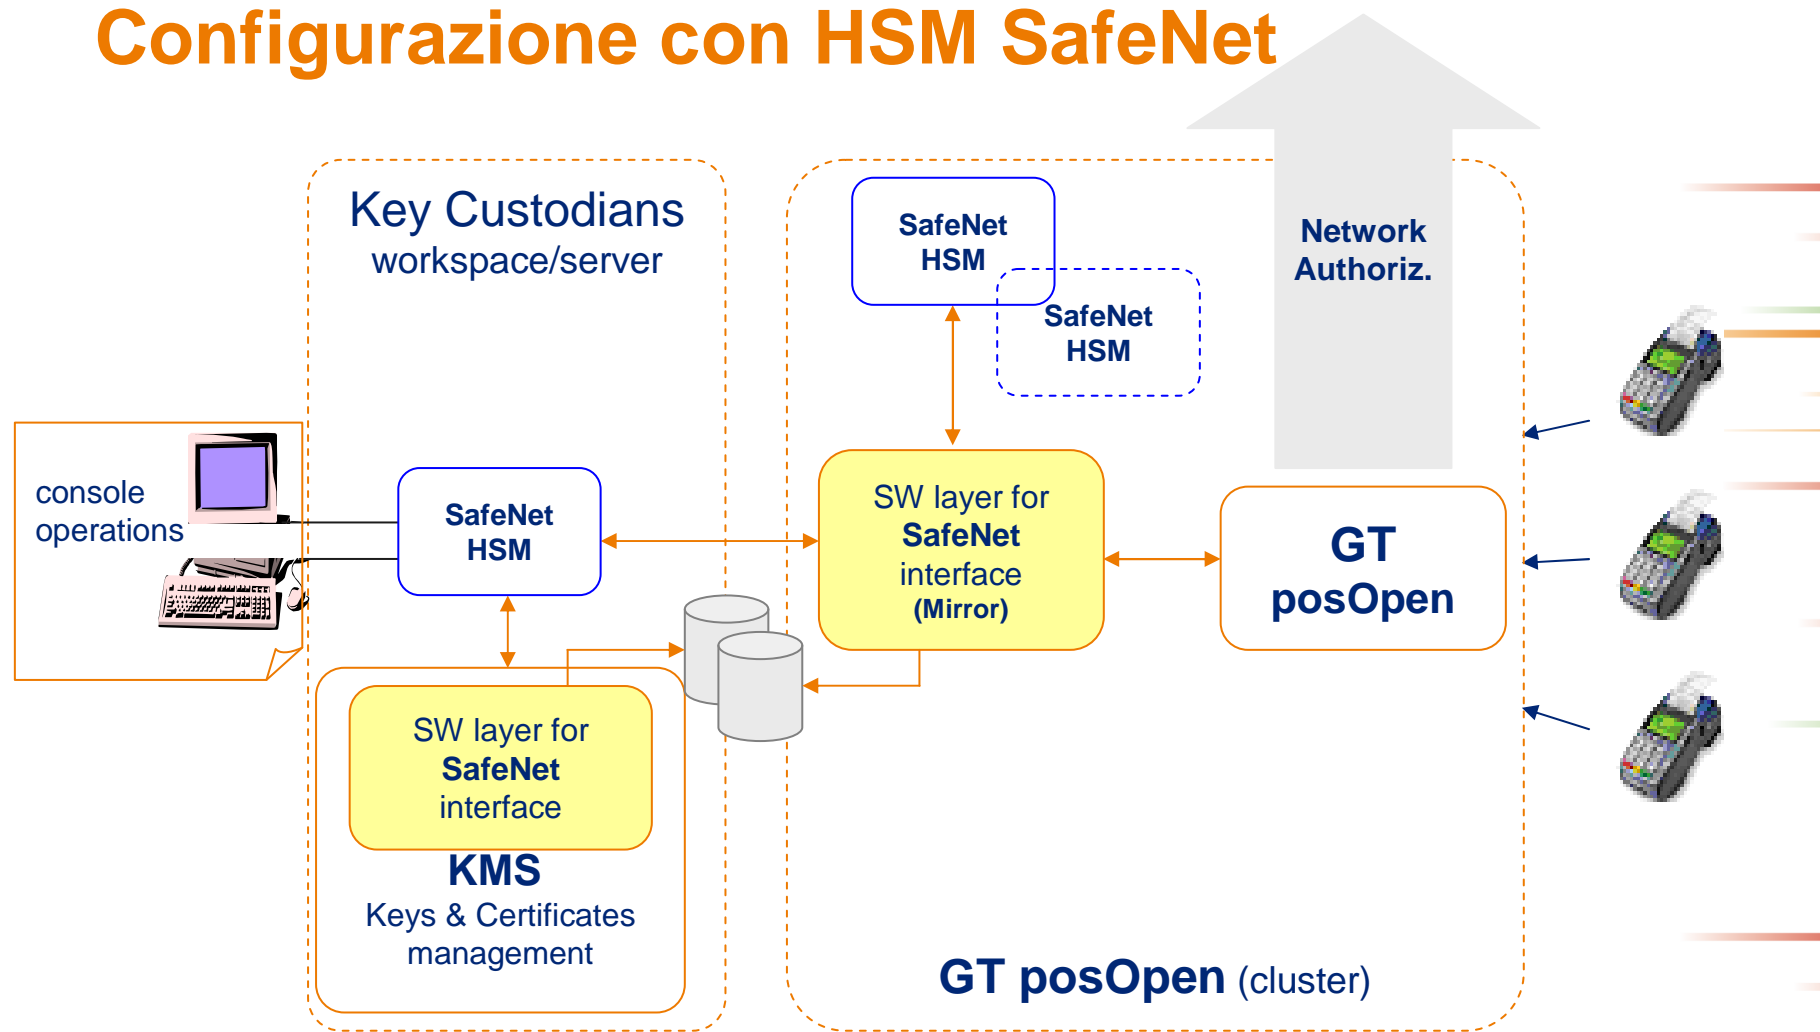 Configurazione con HSM SafeNet
Key Custodians
workspace/server
SafeNet
HSM
SafeNet
HSM
Network
Authoriz.
console
operations
SafeNet
HSM
SW layer for
SafeNet
interface
(Mirror)
GT
posOpen
SW layer for
SafeNet
interface
KMS
Keys & Certificates
management
GT posOpen (cluster)